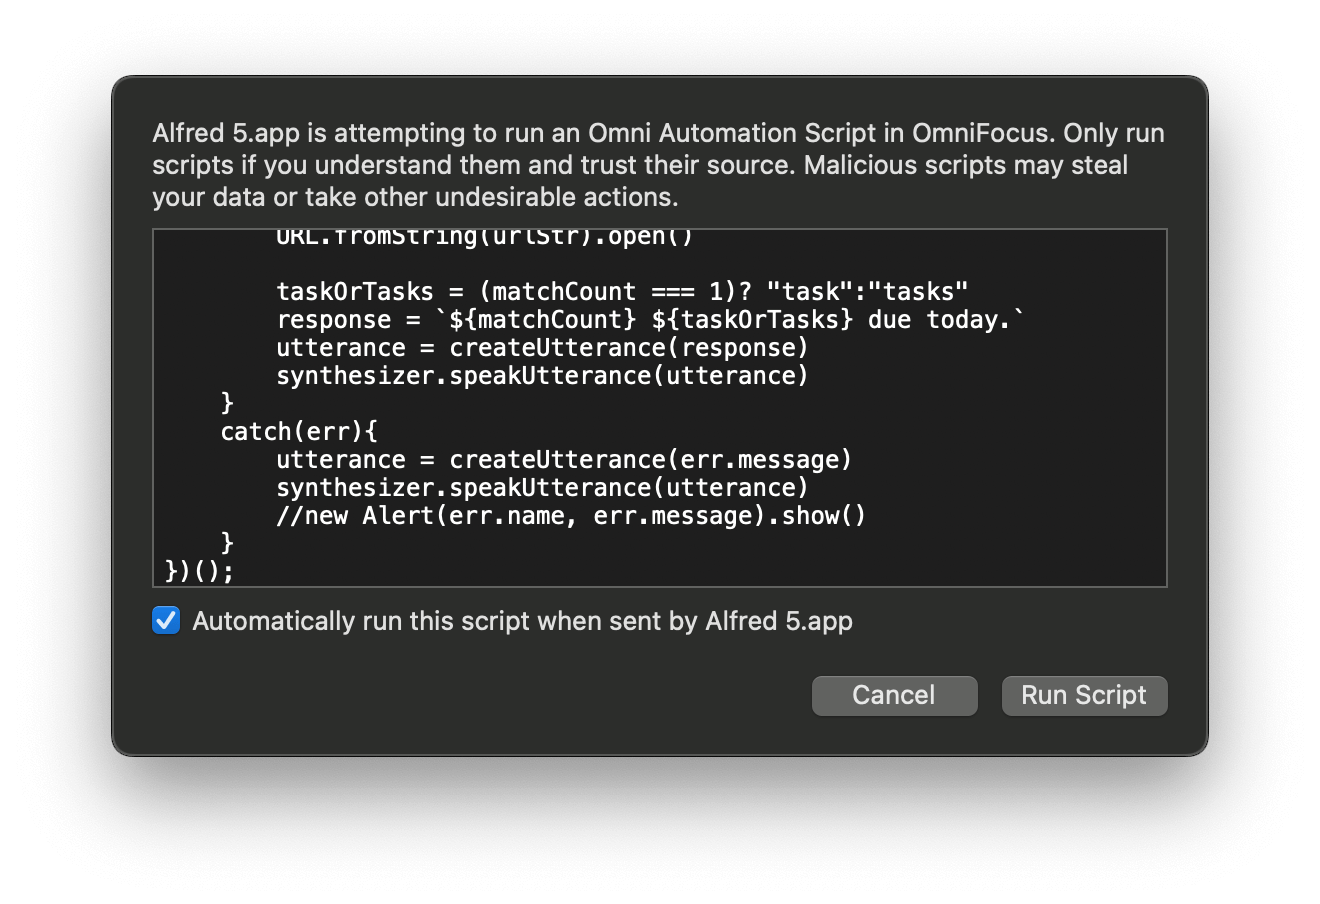 Alfred 5.app is attempting to run an Omni Automation Script in OmniFocus. Only run
scripts if you understand them and trust their source. Malicious scripts may steal
your data or take other undesirable actions.
        URL.fromString(urlStr).open()
        taskOrTasks = (matchCount === 1)? "task":"tasks"
        response = `${matchCount} ${taskOrTasks} due today.`
        utterance = createUtterance(response)
        synthesizer.speakUtterance(utterance)
    }
    catch(err){
        utterance = createUtterance(err.message)
        synthesizer.speakUtterance(utterance)
        //new Alert(err.name, err.message).show()
    }
})();
Automatically run this script when sent by Alfred 5.app
Cancel Run Script